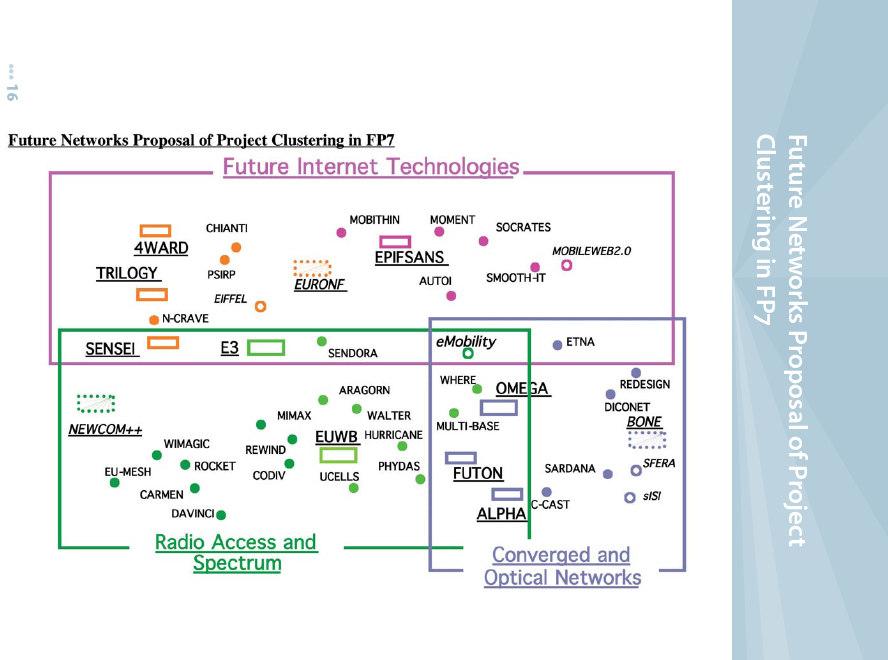 16
Future Networks Proposal of Project Clustering in FP7
Future Internet Technologies
4WARD
CHIANTI
MOBITHIN
MOMENT
SOCRATES
TRILOGY
PSIRP
EURONF
EPIFSANS
AUTOI
SMOOTH-IT
MOBILEWEB2.0
EIFFEL
N-CRAVE
SENSEI
E3
SENDORA
eMobility
ETNA
NEWCOM++
ARAGORN
WHERE
OMEGA
REDESIGN
MIMAX
WALTER
MULTI-BASE
DICONET
BONE
WIMAGIC
REWIND
EUWB
HURRICANE
EU-MESH
ROCKET
CODIV
UCELLS
PHYDAS
FUTON
SARDANA
SFERA
CARMEN
ALPHA
C-CAST
sISI
DAVINCI
Radio Access and
Spectrum
Converged and
Optical Networks
Future Networks Proposal of Project
Clustering in FP7